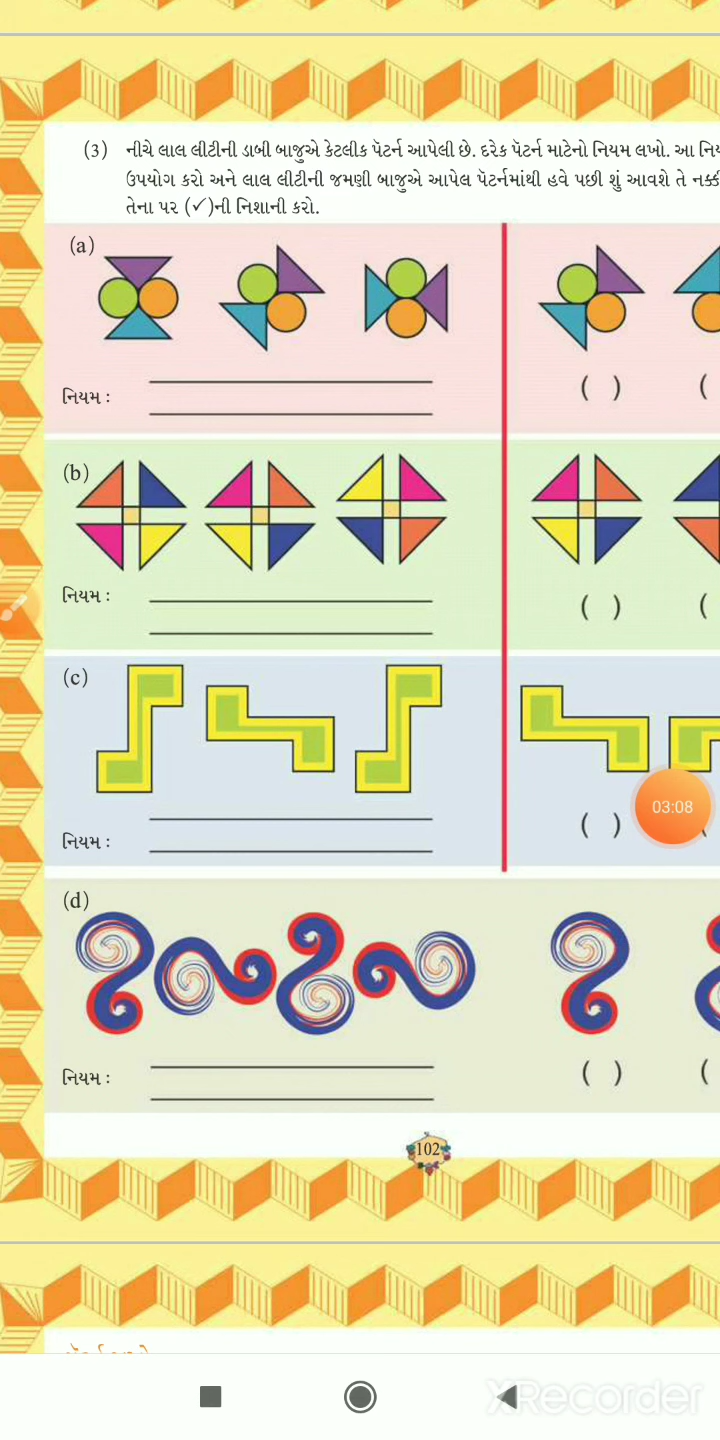 (3) નીચે લાલ લીટીની ડાબી બાજુએ કેટલીક પૅટર્ન આપેલી છે. દરેક પૅટર્ન માટેનો નિયમ લખો. આ
ઉપયોગ કરો અને લાલ લીટીની જમણી બાજુએ આપેલ પૅટર્નમાંથી હવે પછી શું આવશે તે
તેના પર (✓)ની નિશાની કરો.
(a)
નિયમ :
( ) (
(b)
નિયમ :
( ) (
(c)
03:08
નિયમ :
( )
(d)
નિયમ :
( ) (
102
XRecorder